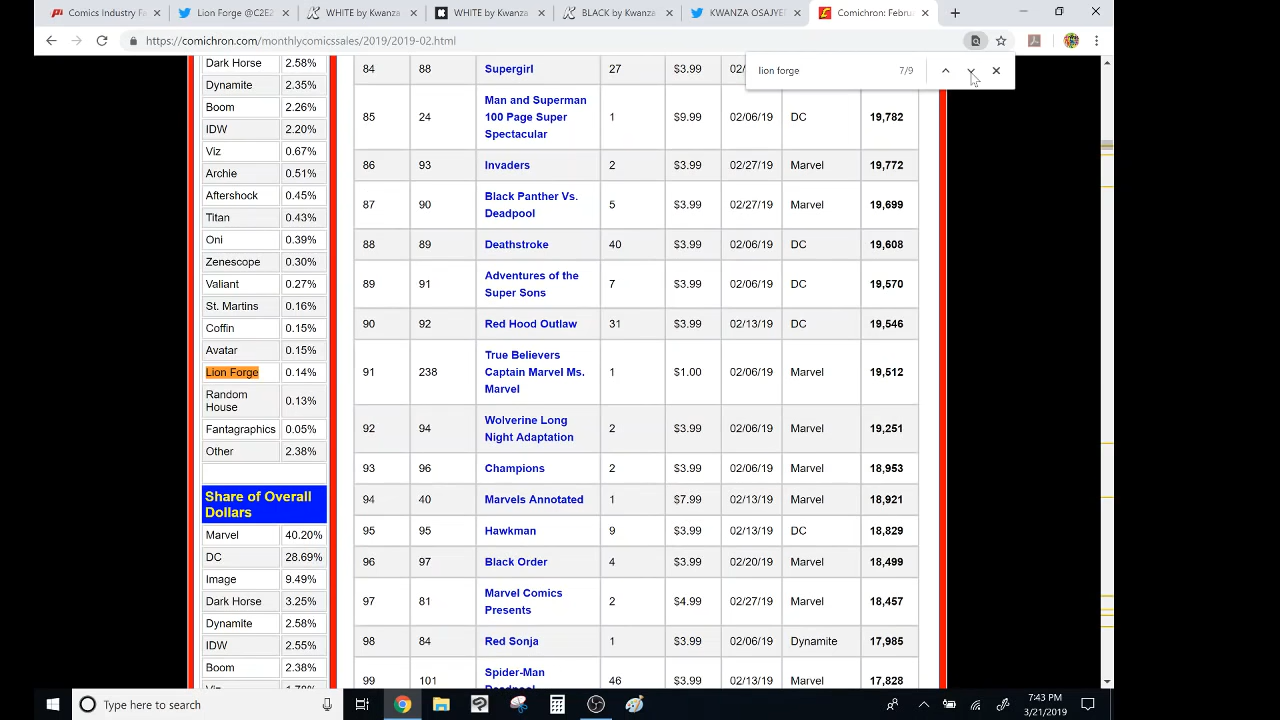 Comics Industry Fa
Lion Forge @C2E2
WHITE by Kwanza
WHITE by Kwanza
BLACK by Kwanza
KWANZA OSAJYEF
Comichron: Februa
https://comichron.com/monthlycomicssales/2019/2019-02.html
lion forge 7/9
Dark Horse 2.58%
Dynamite 2.35%
Boom 2.26%
IDW 2.20%
Viz 0.67%
Archie 0.51%
Aftershock 0.45%
Titan 0.43%
Oni 0.39%
Zenescope 0.30%
Valiant 0.27%
St. Martins 0.16%
Coffin 0.15%
Avatar 0.15%
Lion Forge 0.14%
Random
House 0.13%
Fantagraphics 0.05%
Other 2.38%
Share of Overall
Dollars
Marvel 40.20%
DC 28.69%
Image 9.49%
Dark Horse 3.25%
Dynamite 2.58%
IDW 2.55%
Boom 2.38%
84 88 Supergirl 27 $3.99 02/
85 24 Man and Superman
100 Page Super
Spectacular 1 $9.99 02/06/19 DC 19,782
86 93 Invaders 2 $3.99 02/27/19 Marvel 19,772
87 90 Black Panther Vs.
Deadpool 5 $3.99 02/27/19 Marvel 19,699
88 89 Deathstroke 40 $3.99 02/06/19 DC 19,608
89 91 Adventures of the
Super Sons 7 $3.99 02/06/19 DC 19,570
90 92 Red Hood Outlaw 31 $3.99 02/13/19 DC 19,546
91 238 True Believers
Captain Marvel Ms.
Marvel 1 $1.00 02/06/19 Marvel 19,512
92 94 Wolverine Long
Night Adaptation 2 $3.99 02/06/19 Marvel 19,251
93 96 Champions 2 $3.99 02/06/19 Marvel 18,953
94 40 Marvels Annotated 1 $7.99 02/13/19 Marvel 18,921
95 95 Hawkman 9 $3.99 02/13/19 DC 18,829
96 97 Black Order 4 $3.99 02/20/19 Marvel 18,499
97 81 Marvel Comics
Presents 2 $4.99 02/27/19 Marvel 18,457
98 84 Red Sonja 1 $3.99 02/06/19 Dynamite 17,985
99 101 Spider-Man
Deadpool 46 $3.99 02/13/19 Marvel 17,828
Type here to search
7:43 PM
3/21/2019